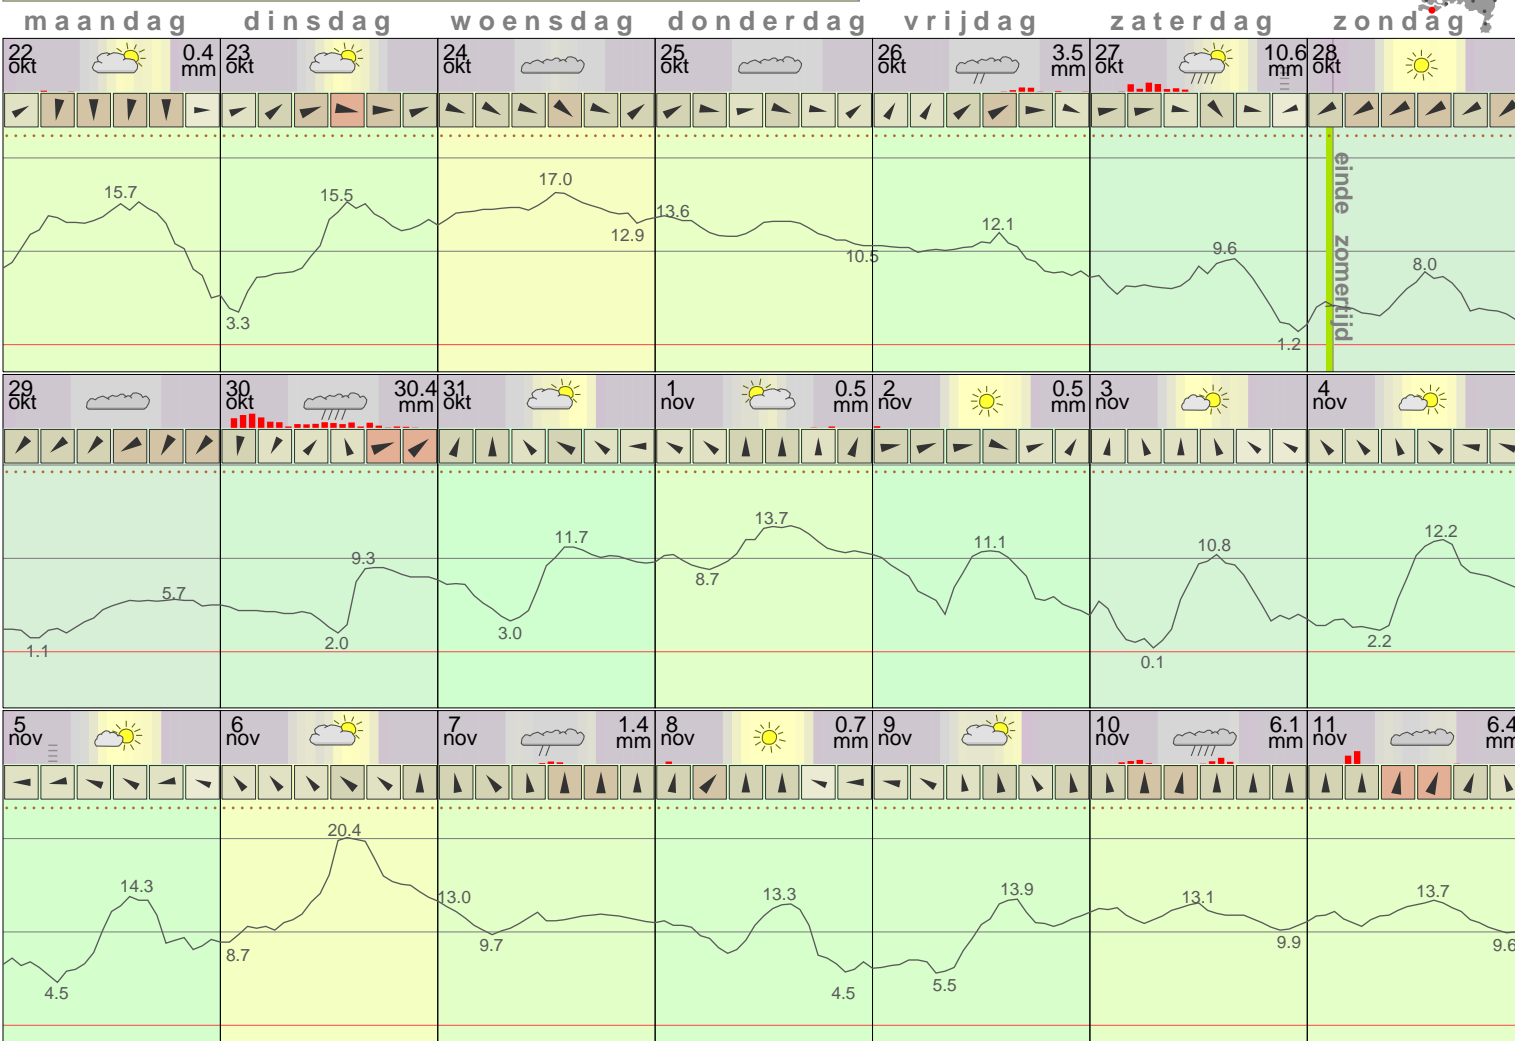 maandag dinsdag woensdag donderdag vrijdag zaterdag zondag
22 okt 0.4 mm 23 okt 24 okt 25 okt 26 okt 3.5 mm 27 okt 10.6 mm 28 okt
15.7 3.3 15.5 17.0 12.9 13.6 10.5 12.1 9.6 1.2 8.0
einde zomertijd
29 okt 30 okt 30.4 mm 31 okt 1 nov 0.5 mm 2 nov 0.5 mm 3 nov 4 nov
1.1 5.7 2.0 9.3 3.0 11.7 8.7 13.7 11.1 0.1 10.8 2.2 12.2
5 nov 6 nov 7 nov 1.4 mm 8 nov 0.7 mm 9 nov 10 nov 6.1 mm 11 nov 6.4 mm
4.5 14.3 8.7 20.4 13.0 9.7 13.3 4.5 5.5 13.9 13.1 9.9 13.7 9.6